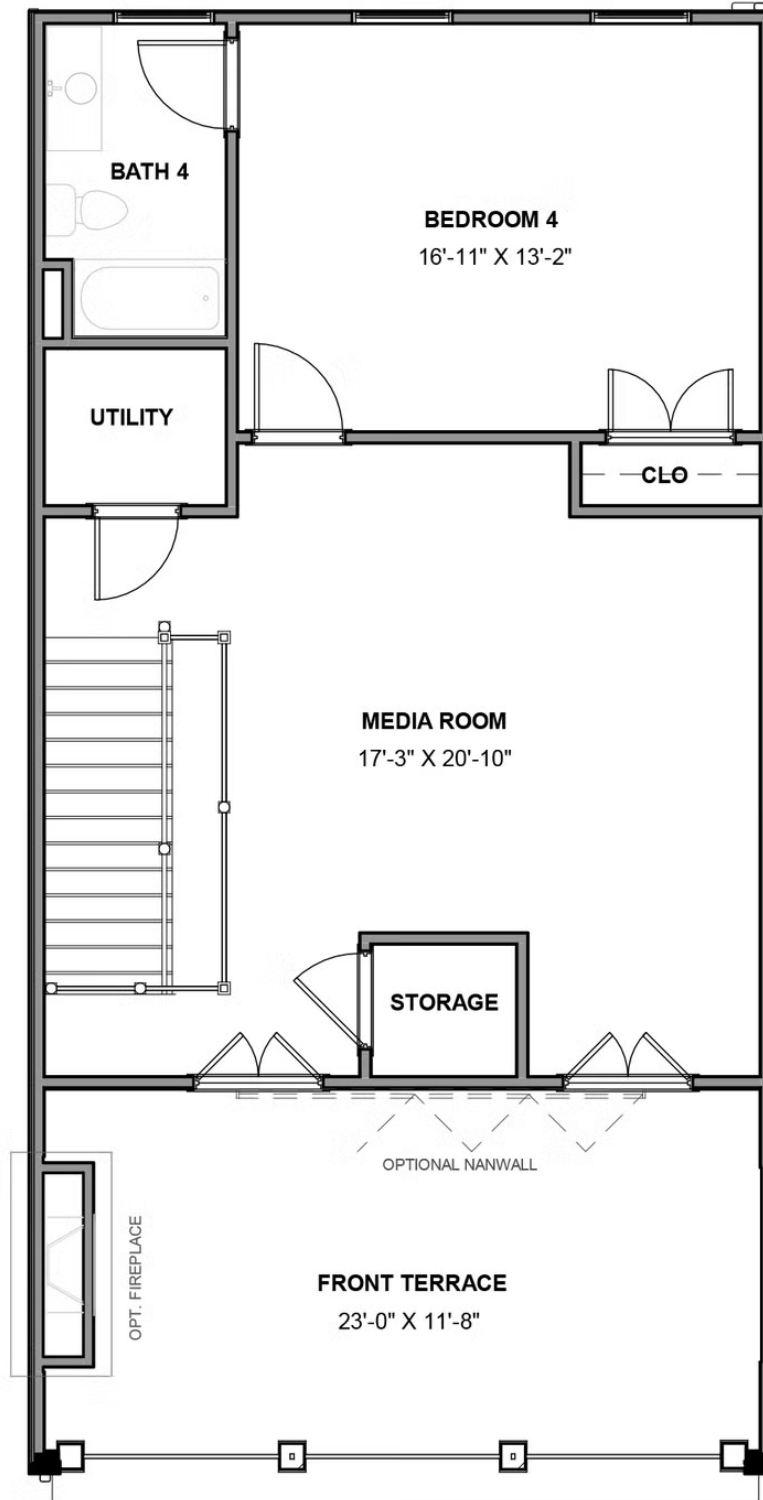 BATH 4
BEDROOM 4
16'-11" X 13'-2"
UTILITY
CLO
MEDIA ROOM
17'-3" X 20'-10"
STORAGE
OPTIONAL NANWALL
OPT. FIREPLACE
FRONT TERRACE
23'-0" X 11'-8"